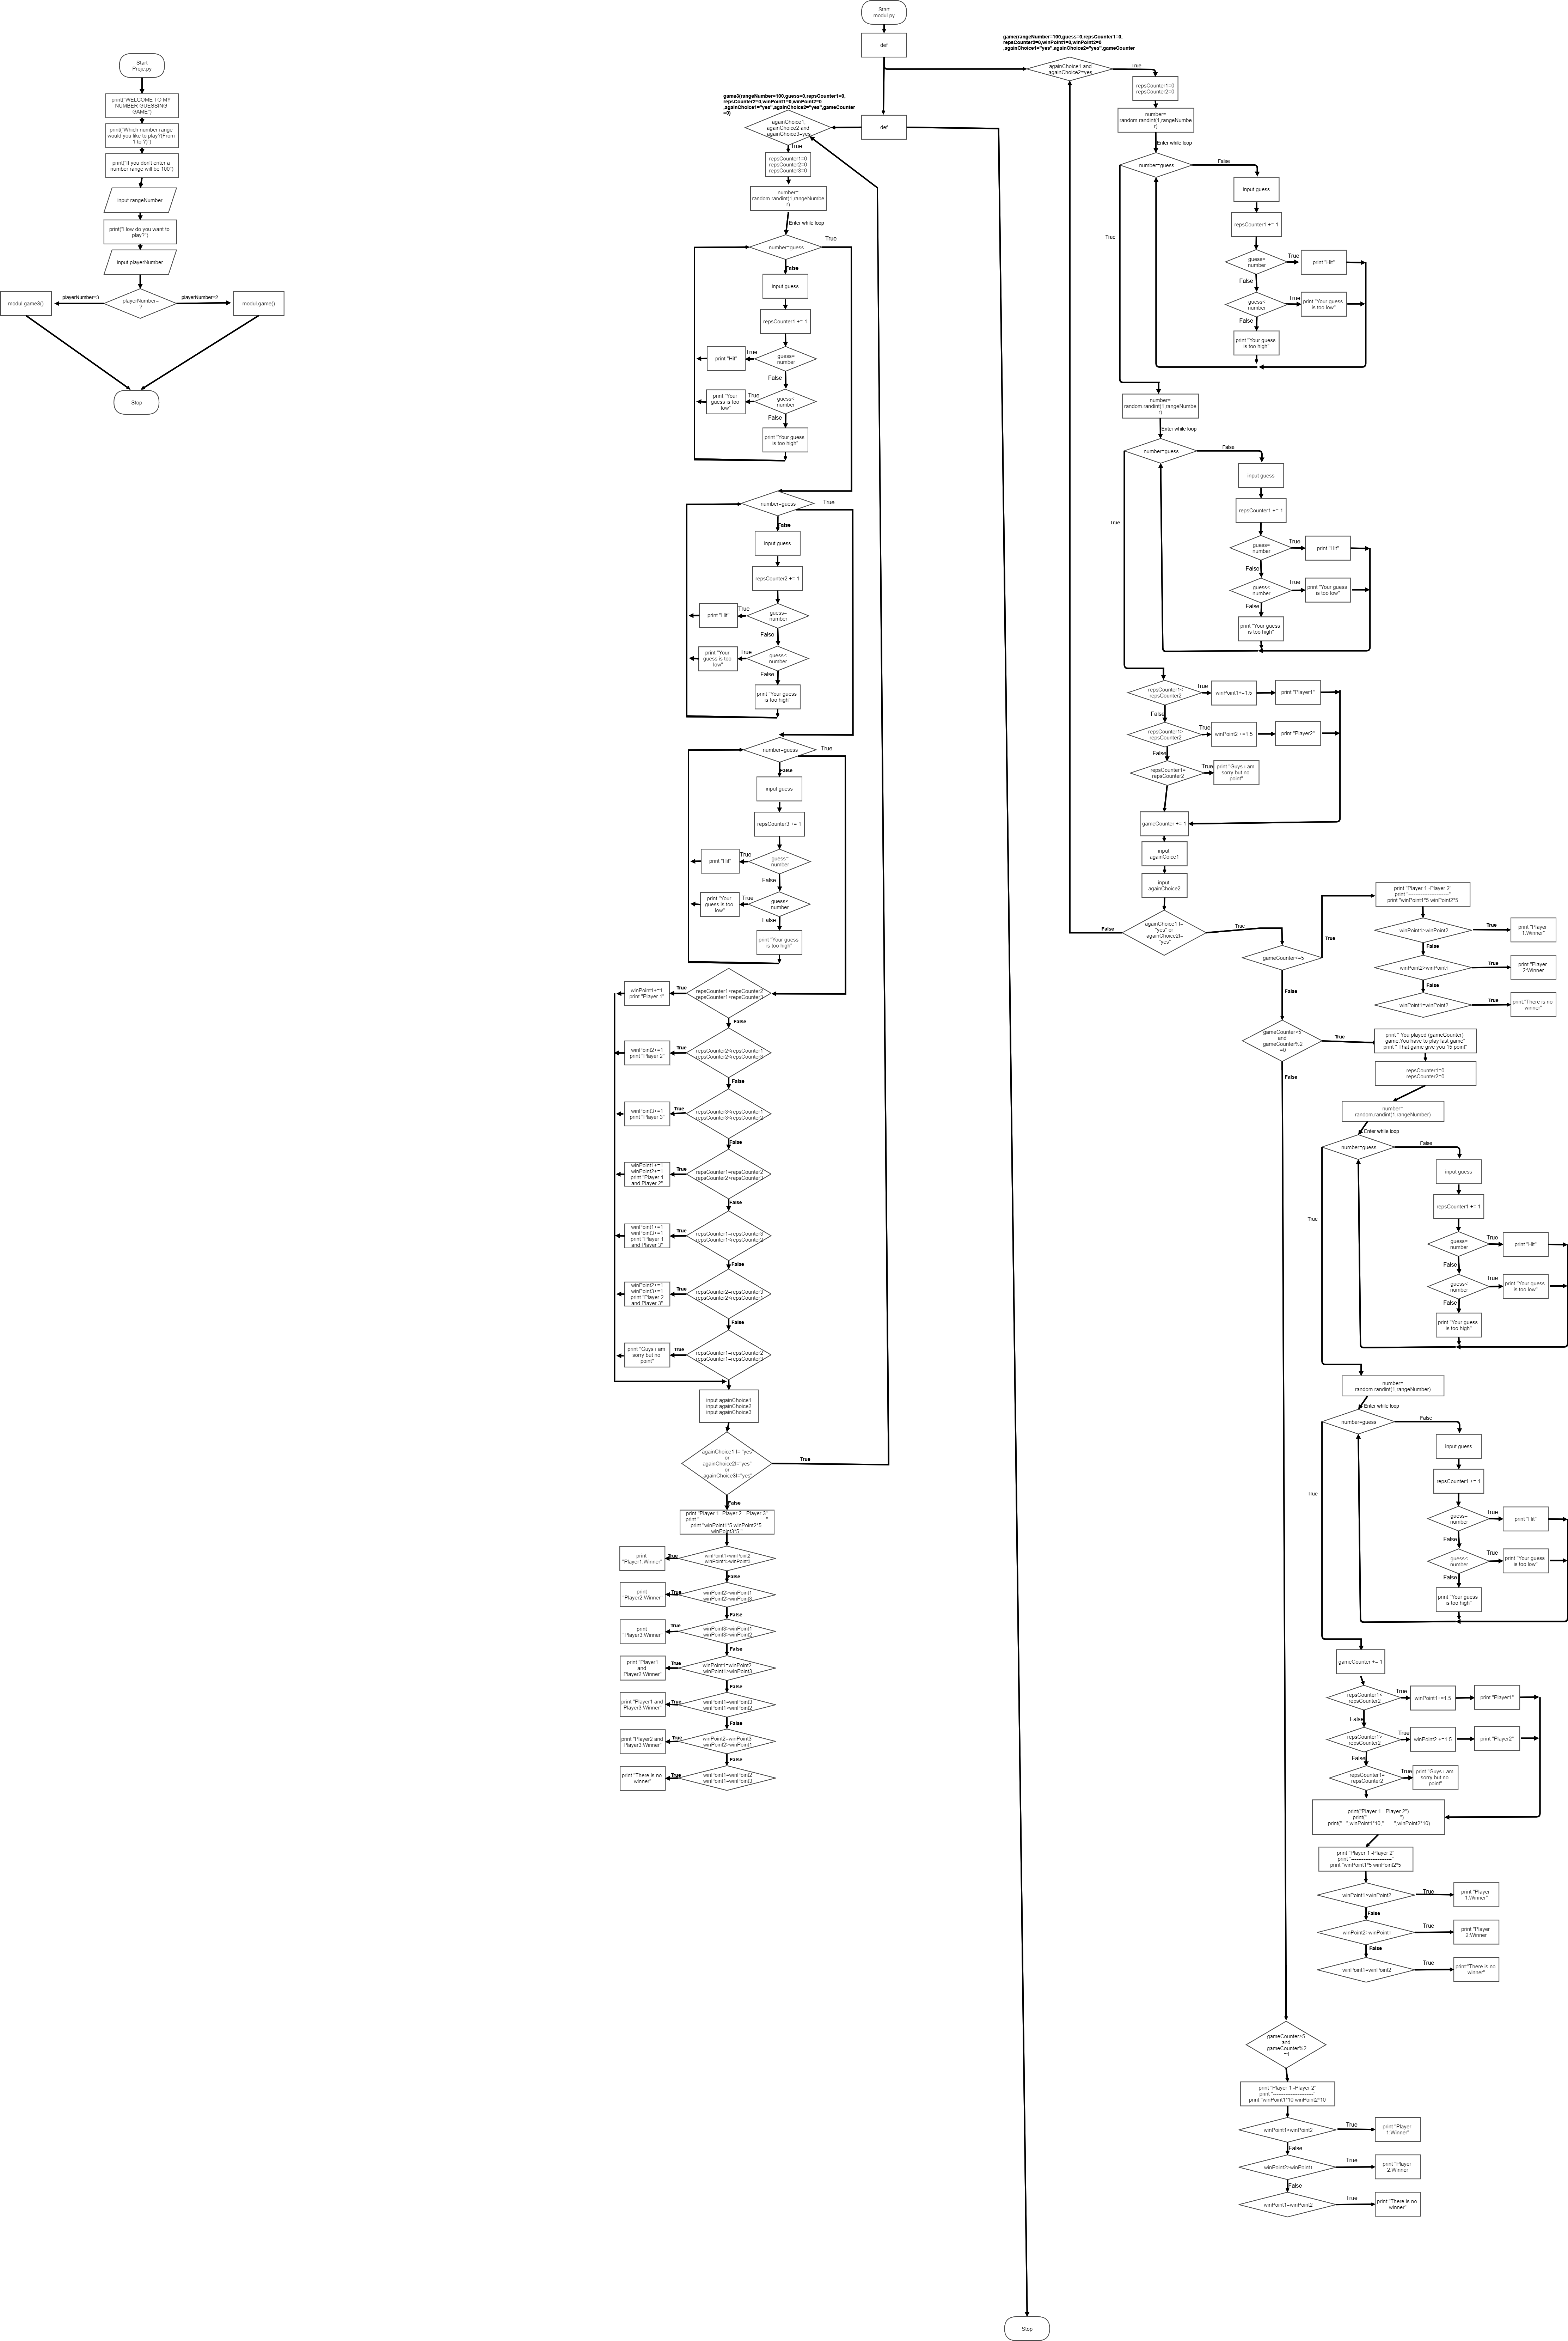 Start
Proje.py
print("WELCOME TO MY
NUMBER GUESSING
GAME")
print("Which number range
would you like to play?(From
1 to ?)")
print("If you don't enter a
number range will be 100")
input rangeNumber
print("How do you want to
play?")
input playerNumber
playerNumber=
?
playerNumber=3
playerNumber=2
modul.game3()
modul.game()
Stop
Start
modul.py
def
def
game3(rangeNumber=100,guess=0,repsCounter1=0,
repsCounter2=0,winPoint1=0,winPoint2=0
,againChoice1="yes",againChoice2="yes",gameCounter
=0)
againChoice1,
againChoice2 and
againChoice3=yes
True
repsCounter1=0
repsCounter2=0
repsCounter3=0
number=
random.randint(1,rangeNumbe
r)
Enter while loop
number=guess
True
False
input guess
repsCounter1 += 1
guess=
number
True
print "Hit"
False
guess<
number
True
print "Your
guess is too
low"
False
print "Your guess
is too high"
number=guess
True
False
input guess
repsCounter2 += 1
guess=
number
True
print "Hit"
False
guess<
number
True
print "Your
guess is too
low"
False
print "Your guess
is too high"
number=guess
True
False
input guess
repsCounter3 += 1
guess=
number
True
print "Hit"
False
guess<
number
True
print "Your
guess is too
low"
False
print "Your guess
is too high"
repsCounter1<repsCounter2
repsCounter1<repsCounter3
True
winPoint1+=1
print "Player 1"
False
repsCounter2<repsCounter1
repsCounter2<repsCounter3
True
winPoint2+=1
print "Player 2"
False
repsCounter3<repsCounter1
repsCounter3<repsCounter2
True
winPoint3+=1
print "Player 3"
False
repsCounter1=repsCounter2
repsCounter2<repsCounter3
True
winPoint1+=1
winPoint2+=1
print "Player 1
and Player 2"
False
repsCounter1=repsCounter3
repsCounter1<repsCounter2
True
winPoint1+=1
winPoint3+=1
print "Player 1
and Player 3"
False
repsCounter2=repsCounter3
repsCounter2<repsCounter1
True
winPoint2+=1
winPoint3+=1
print "Player 2
and Player 3"
False
repsCounter1=repsCounter2
repsCounter1=repsCounter3
True
print "Guys ı am
sorry but no
point"
input againChoice1
input againChoice2
input againChoice3
againChoice1 != "yes"
or
againChoice2!="yes"
or
againChoice3!="yes"
True
False
print "Player 1 -Player 2 - Player 3"
print "---------------------------------"
print "winPoint1*5 winPoint2*5
winPoint3*5 "
winPoint1>winPoint2
winPoint1>winPoint3
True
print
"Player1:Winner"
False
winPoint2>winPoint1
winPoint2>winPoint3
True
print
"Player2:Winner"
False
winPoint3>winPoint1
winPoint3>winPoint2
True
print
"Player3:Winner"
False
winPoint1=winPoint2
winPoint1>winPoint3
True
print "Player1
and
Player2:Winner"
False
winPoint1=winPoint3
winPoint1>winPoint2
True
print "Player1 and
Player3:Winner"
False
winPoint2=winPoint3
winPoint2>winPoint1
True
print "Player2 and
Player3:Winner"
False
winPoint1=winPoint2
winPoint1=winPoint3
True
print "There is no
winner"
game(rangeNumber=100,guess=0,repsCounter1=0,
repsCounter2=0,winPoint1=0,winPoint2=0
,againChoice1="yes",againChoice2="yes",gameCounter
againChoice1 and
againChoice2=yes
True
repsCounter1=0
repsCounter2=0
number=
random.randint(1,rangeNumbe
r)
Enter while loop
number=guess
False
True
input guess
repsCounter1 += 1
guess=
number
True
print "Hit"
False
guess<
number
True
print "Your guess
is too low"
False
print "Your guess
is too high"
number=
random.randint(1,rangeNumbe
r)
Enter while loop
number=guess
False
True
input guess
repsCounter1 += 1
guess=
number
True
print "Hit"
False
guess<
number
True
print "Your guess
is too low"
False
print "Your guess
is too high"
repsCounter1<
repsCounter2
True
winPoint1+=1.5
print "Player1"
False
repsCounter1>
repsCounter2
True
winPoint2 +=1.5
print "Player2"
False
repsCounter1=
repsCounter2
True
print "Guys ı am
sorry but no
point"
gameCounter += 1
input
againCoice1
input
againChoice2
againChoice1 !=
"yes" or
againChoice2!=
"yes"
False
True
gameCounter<=5
True
print "Player 1 -Player 2"
print "--------------------"
print "winPoint1*5 winPoint2*5
winPoint1>winPoint2
True
print "Player
1:Winner"
False
winPoint2>winPoint1
True
print "Player
2:Winner
False
winPoint1=winPoint2
True
print "There is no
winner"
False
gameCounter>5
and
gameCounter%2
=0
True
print " You played (gameCounter)
game You have to play last game"
print " That game give you 15 point"
repsCounter1=0
repsCounter2=0
number=
random.randint(1,rangeNumber)
Enter while loop
number=guess
False
True
input guess
repsCounter1 += 1
guess=
number
True
print "Hit"
False
guess<
number
True
print "Your guess
is too low"
False
print "Your guess
is too high"
number=
random.randint(1,rangeNumber)
Enter while loop
number=guess
False
True
input guess
repsCounter1 += 1
guess=
number
True
print "Hit"
False
guess<
number
True
print "Your guess
is too low"
False
print "Your guess
is too high"
gameCounter += 1
repsCounter1<
repsCounter2
True
winPoint1+=1.5
print "Player1"
False
repsCounter1>
repsCounter2
True
winPoint2 +=1.5
print "Player2"
False
repsCounter1=
repsCounter2
True
print "Guys ı am
sorry but no
point"
print("Player 1 - Player 2")
print("-------------------")
print("   ",winPoint1*10,"       ",winPoint2*10)
print "Player 1 -Player 2"
print "--------------------"
print "winPoint1*5 winPoint2*5
winPoint1>winPoint2
True
print "Player
1:Winner"
False
winPoint2>winPoint1
True
print "Player
2:Winner
False
winPoint1=winPoint2
True
print "There is no
winner"
False
gameCounter>5
and
gameCounter%2
=1
print "Player 1 -Player 2"
print "--------------------"
print "winPoint1*10 winPoint2*10
winPoint1>winPoint2
True
print "Player
1:Winner"
False
winPoint2>winPoint1
True
print "Player
2:Winner
False
winPoint1=winPoint2
True
print "There is no
winner"
Stop